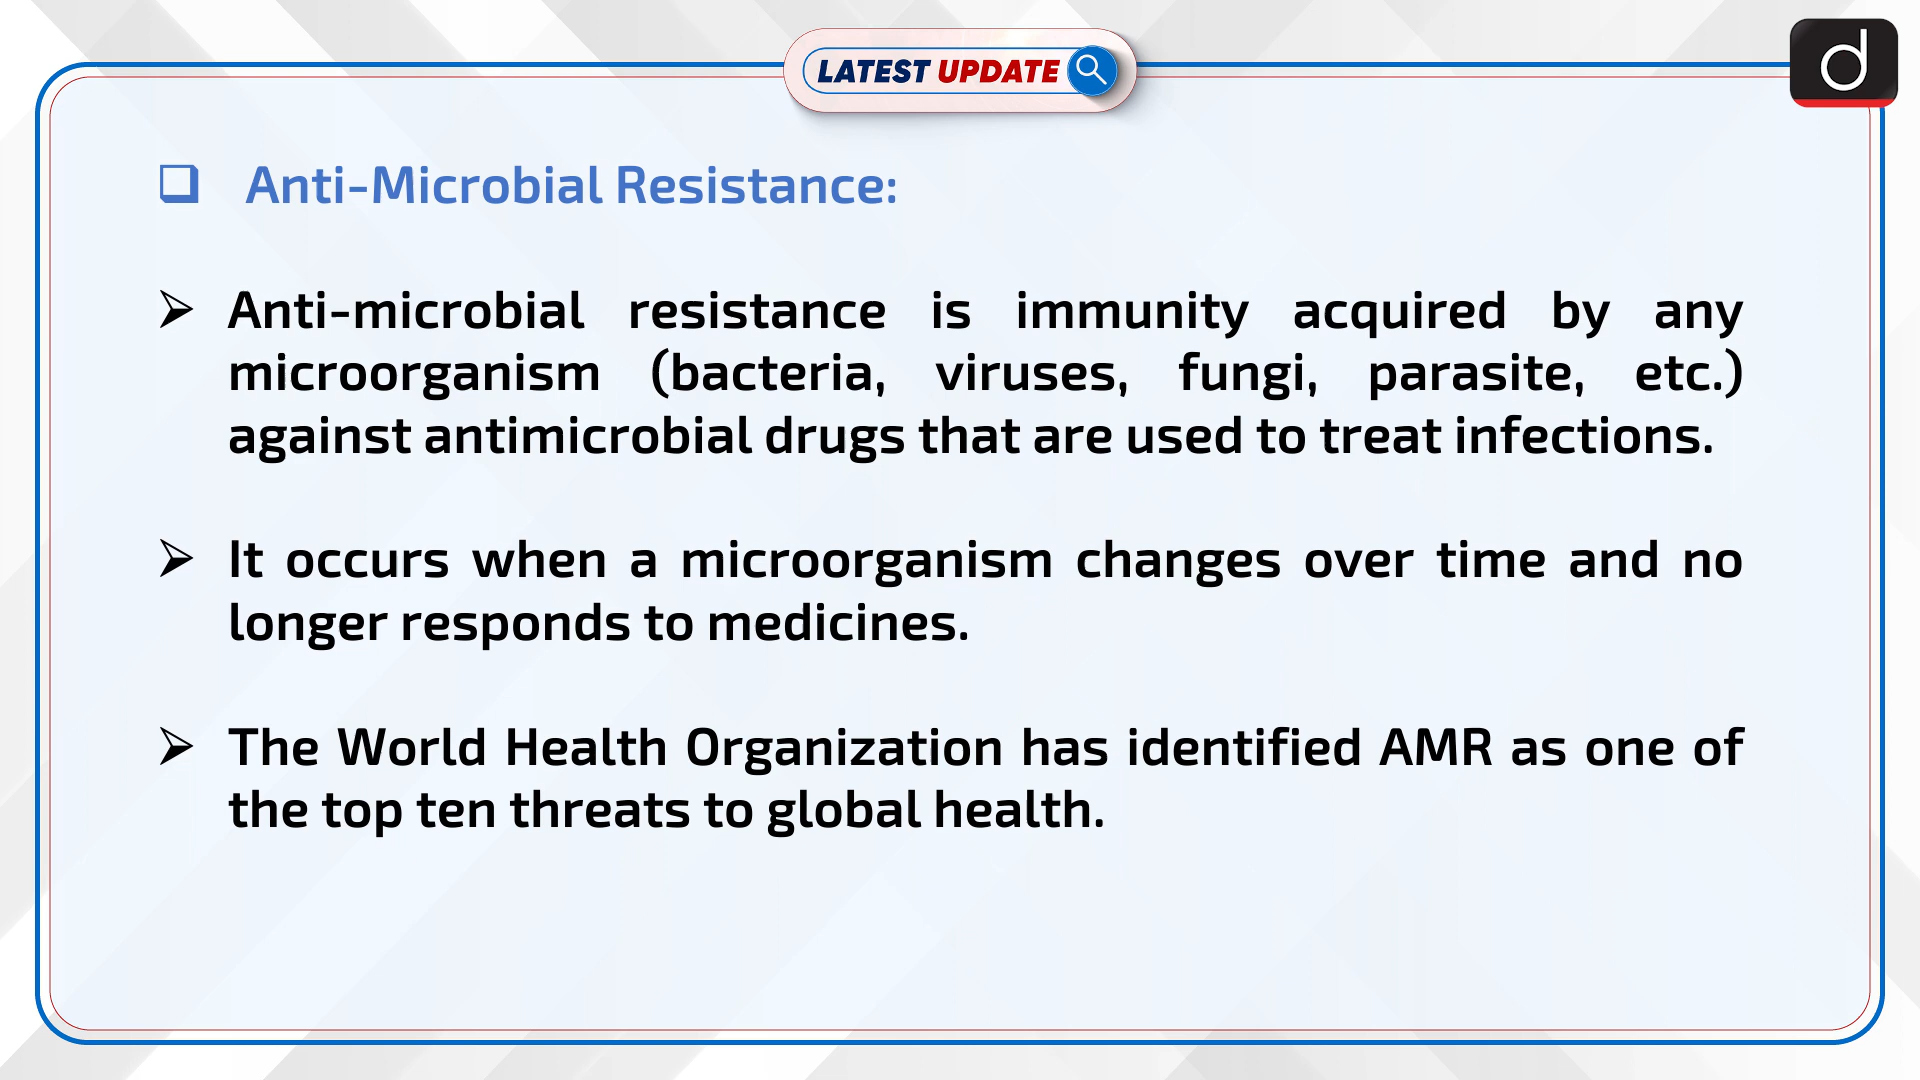 LATEST UPDATE
d
Anti-Microbial Resistance:
Anti-microbial resistance is immunity acquired by any
microorganism (bacteria, viruses, fungi, parasite, etc.)
against antimicrobial drugs that are used to treat infections.
It occurs when a microorganism changes over time and no
longer responds to medicines.
The World Health Organization has identified AMR as one of
the top ten threats to global health.